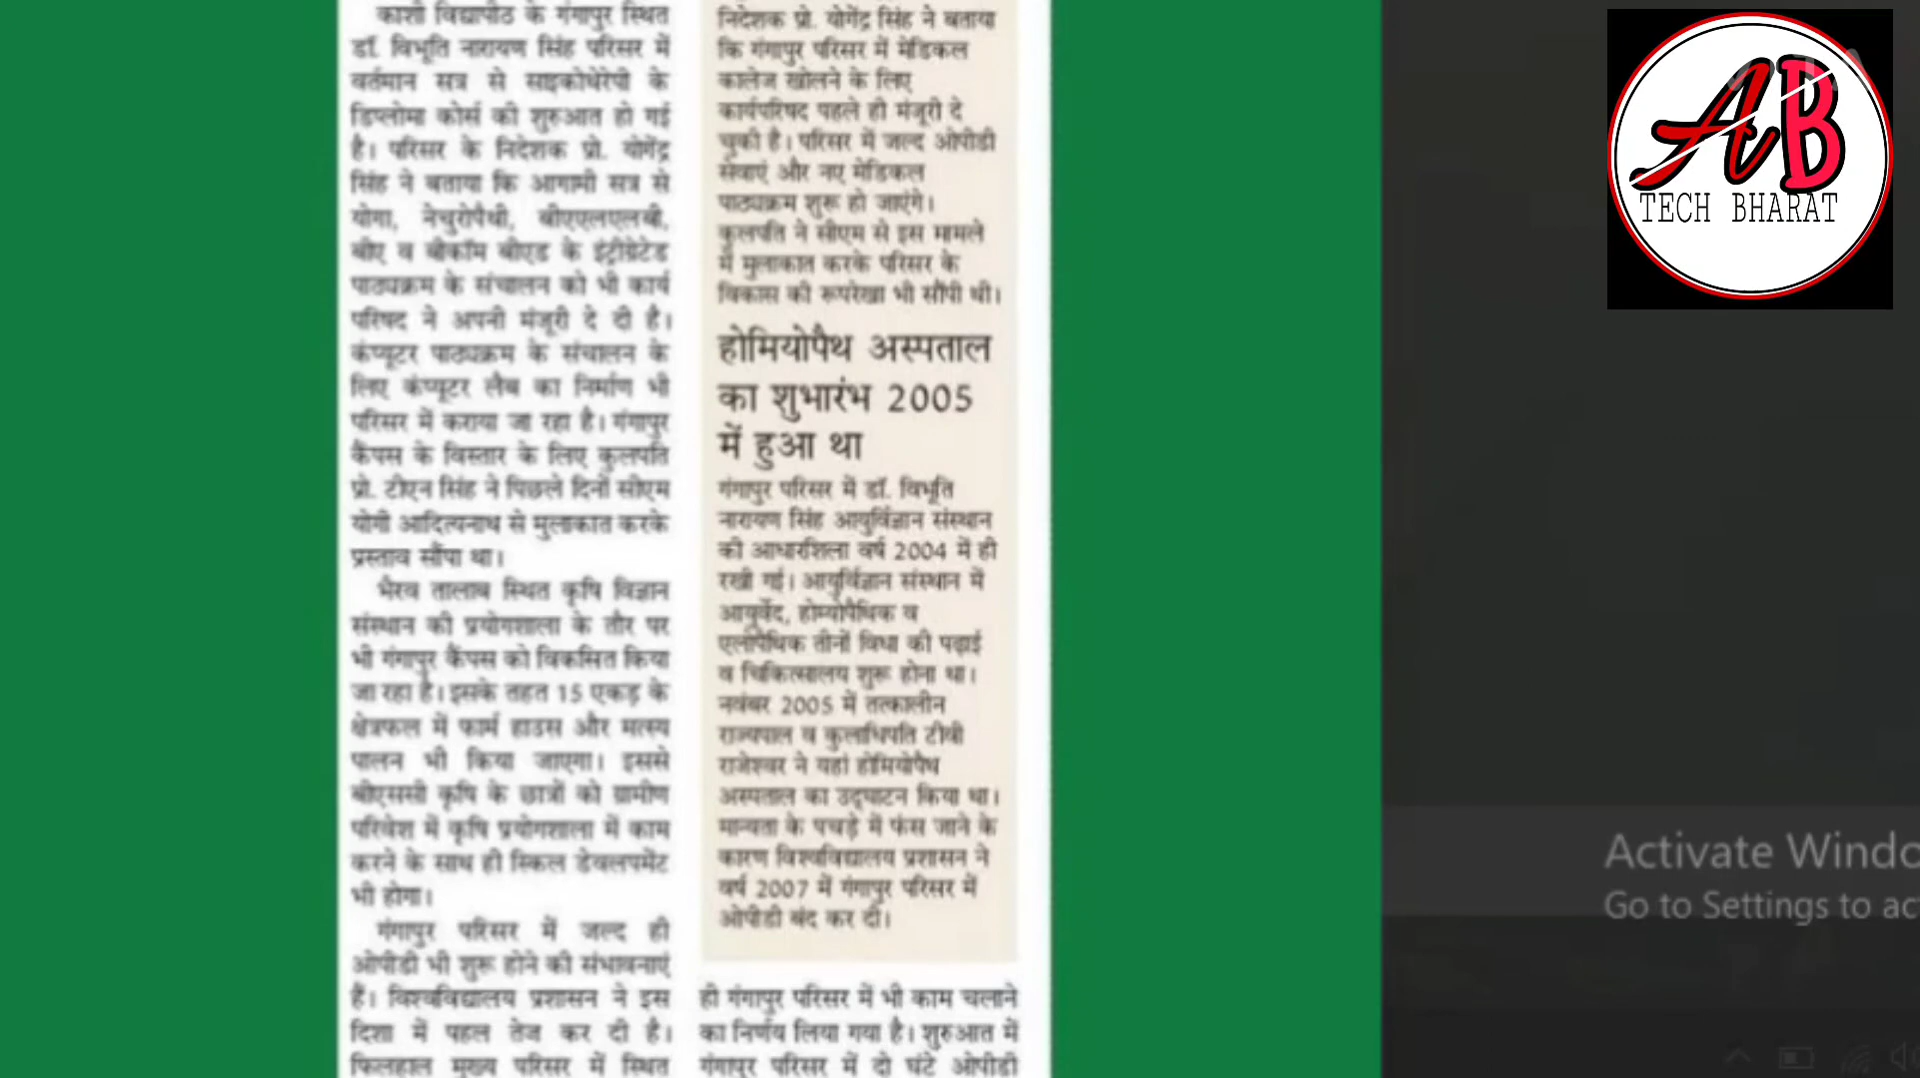 काशी विद्यापीठ के गंगापुर स्थित
डॉ. विभूति नारायण सिंह परिसर में
वर्तमान सत्र से साइकोथेरेपी के
डिप्लोमा कोर्स की शुरुआत हो गई
है। परिसर के निदेशक प्रो. योगेंद्र
सिंह ने बताया कि आगामी सत्र से
योगा, नेचुरोपैथी, बीएएलएलबी,
बीए व बीकॉम बीएड के इंट्रीग्रेटेड
पाठ्यक्रम के संचालन को भी कार्य
परिषद ने अपनी मंजूरी दे दी है।
कंप्यूटर पाठ्यक्रम के संचालन के
लिए कंप्यूटर लैब का निर्माण भी
परिसर में कराया जा रहा है। गंगापुर
कैंपस के विस्तार के लिए कुलपति
प्रो. टीएन सिंह ने पिछले दिनों सीएम
योगी आदित्यनाथ से मुलाकात करके
प्रस्ताव सौंपा था।
भैरव तालाब स्थित कृषि विज्ञान
संस्थान की प्रयोगशाला के तौर पर
भी गंगापुर कैंपस को विकसित किया
जा रहा है। इसके तहत 15 एकड़ के
क्षेत्रफल में फार्म हाउस और मत्स्य
पालन भी किया जाएगा। इससे
बीएससी कृषि के छात्रों को ग्रामीण
परिवेश में कृषि प्रयोगशाला में काम
करने के साथ ही स्किल डेवलपमेंट
भी होगा।
गंगापुर परिसर में जल्द ही
ओपीडी भी शुरू होने की संभावनाएं
हैं। विश्वविद्यालय प्रशासन ने इस
दिशा में पहल तेज कर दी है।
फिलहाल मुख्य परिसर में स्थित
निदेशक प्रो. योगेंद्र सिंह ने बताया
कि गंगापुर परिसर में मेडिकल
कालेज खोलने के लिए
कार्यपरिषद पहले ही मंजूरी दे
चुकी है। परिसर में जल्द ओपीडी
सेवाएं और नए मेडिकल
पाठ्यक्रम शुरू हो जाएंगे।
कुलपति ने सीएम से इस मामले
में मुलाकात करके परिसर के
विकास की रूपरेखा भी सौंपी थी।
होमियोपैथ अस्पताल
का शुभारंभ 2005
में हुआ था
गंगापुर परिसर में डॉ. विभूति
नारायण सिंह आयुर्विज्ञान संस्थान
की आधारशिला वर्ष 2004 में ही
रखी गई। आयुर्विज्ञान संस्थान में
आयुर्वेद, होम्योपैथिक व
एलोपैथिक तीनों विधा की पढ़ाई
व चिकित्सालय शुरू होना था।
नवंबर 2005 में तत्कालीन
राज्यपाल व कुलाधिपति टीवी
राजेश्वर ने यहां होमियोपैथ
अस्पताल का उद्घाटन किया था।
मान्यता के पचड़े में फंस जाने के
कारण विश्वविद्यालय प्रशासन ने
वर्ष 2007 में गंगापुर परिसर में
ओपीडी बंद कर दी।
ही गंगापुर परिसर में भी काम चलाने
का निर्णय लिया गया है। शुरुआत में
गंगापुर परिसर में दो घंटे ओपीडी
AB
TECH BHARAT
Activate Windo
Go to Settings to act